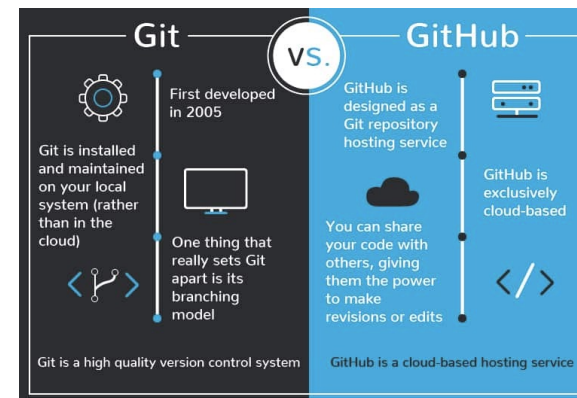 Git
vs.
GitHub
First developed
in 2005
Git is installed
and maintained
on your local
system (rather
than in the
cloud)
One thing that
really sets Git
apart is its
branching
model
Git is a high quality version control system
GitHub is
designed as a
Git repository
hosting service
GitHub is
exclusively
cloud-based
You can share
your code with
others, giving
them the power
to make
revisions or edits
GitHub is a cloud-based hosting service